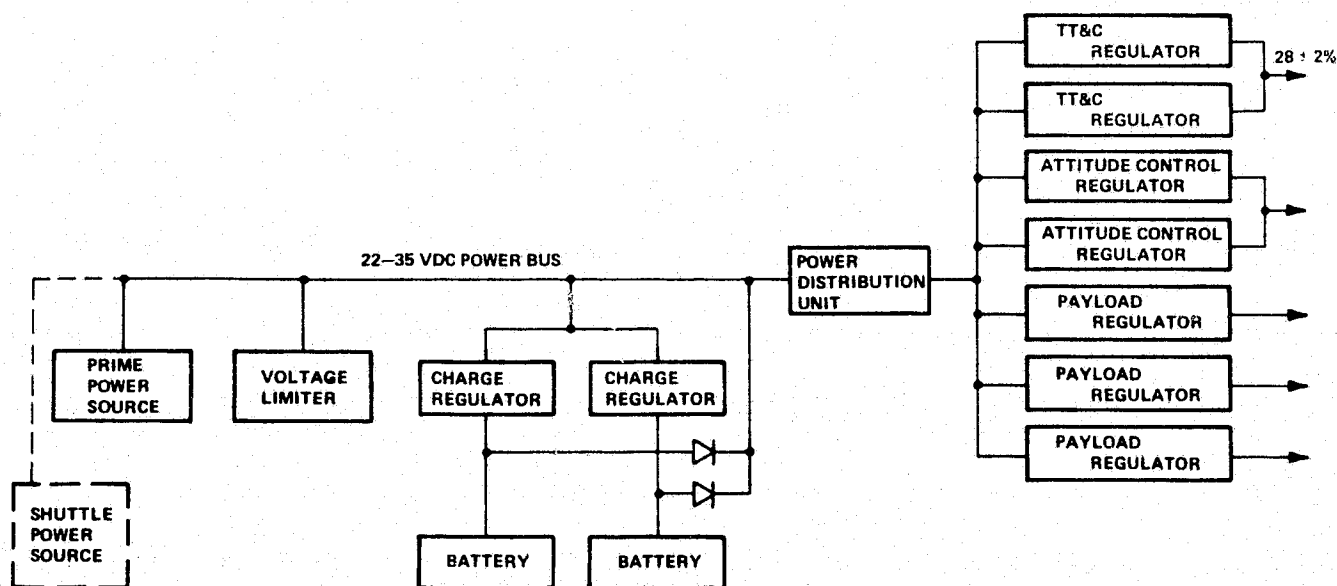 TT&C
REGULATOR
28 ± 2%
TT&C
REGULATOR
ATTITUDE CONTROL
REGULATOR
ATTITUDE CONTROL
REGULATOR
22–35 VDC POWER BUS
POWER
DISTRIBUTION
UNIT
PAYLOAD
REGULATOR
PRIME
POWER
SOURCE
VOLTAGE
LIMITER
CHARGE
REGULATOR
CHARGE
REGULATOR
PAYLOAD
REGULATOR
PAYLOAD
REGULATOR
SHUTTLE
POWER
SOURCE
BATTERY
BATTERY